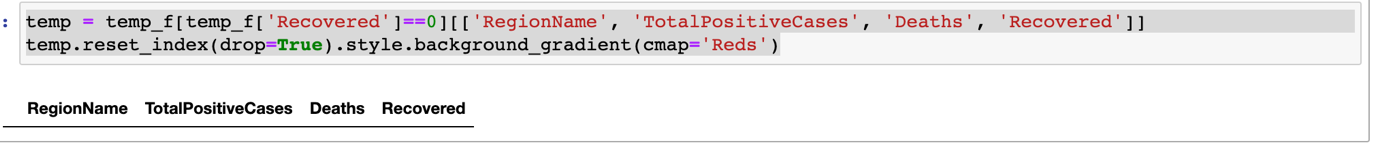 :
temp = temp_f[temp_f['Recovered']==0][['RegionName', 'TotalPositiveCases', 'Deaths', 'Recovered']]
temp.reset_index(drop=True).style.background_gradient(cmap='Reds')
RegionName TotalPositiveCases Deaths Recovered